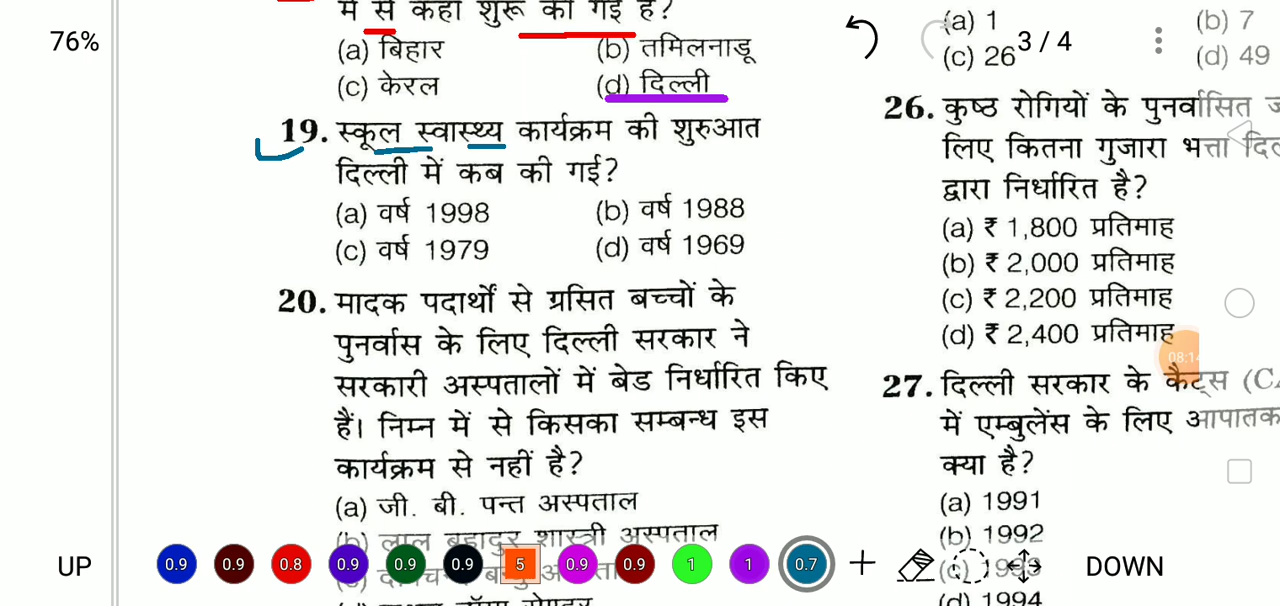 76%
में से कहाँ शुरू की गई है?
(a) बिहार (b) तमिलनाडू
(c) केरल (d) दिल्ली
19. स्कूल स्वास्थ्य कार्यक्रम की शुरुआत
दिल्ली में कब की गई?
(a) वर्ष 1998 (b) वर्ष 1988
(c) वर्ष 1979 (d) वर्ष 1969
20. मादक पदार्थों से ग्रसित बच्चों के
पुनर्वास के लिए दिल्ली सरकार ने
सरकारी अस्पतालों में बेड निर्धारित किए
हैं। निम्न में से किसका सम्बन्ध इस
कार्यक्रम से नहीं है?
(a) जी. बी. पन्त अस्पताल
(b) लाल बहादुर शास्त्री अस्पताल
(a) 1 (b) 7
(c) 26 (d) 49
3 / 4
26. कुष्ठ रोगियों के पुनर्वासित
लिए कितना गुजारा भत्ता
द्वारा निर्धारित है?
(a) ₹ 1,800 प्रतिमाह
(b) ₹ 2,000 प्रतिमाह
(c) ₹ 2,200 प्रतिमाह
(d) ₹ 2,400 प्रतिमाह
08:14
27. दिल्ली सरकार के कैट्स
में एम्बुलेंस के लिए आपातक
क्या है?
(a) 1991
(b) 1992
(c) 1993
(d) 1994
UP 0.9 0.9 0.8 0.9 0.9 0.9 5 0.9 0.9 1 1 0.7 + DOWN